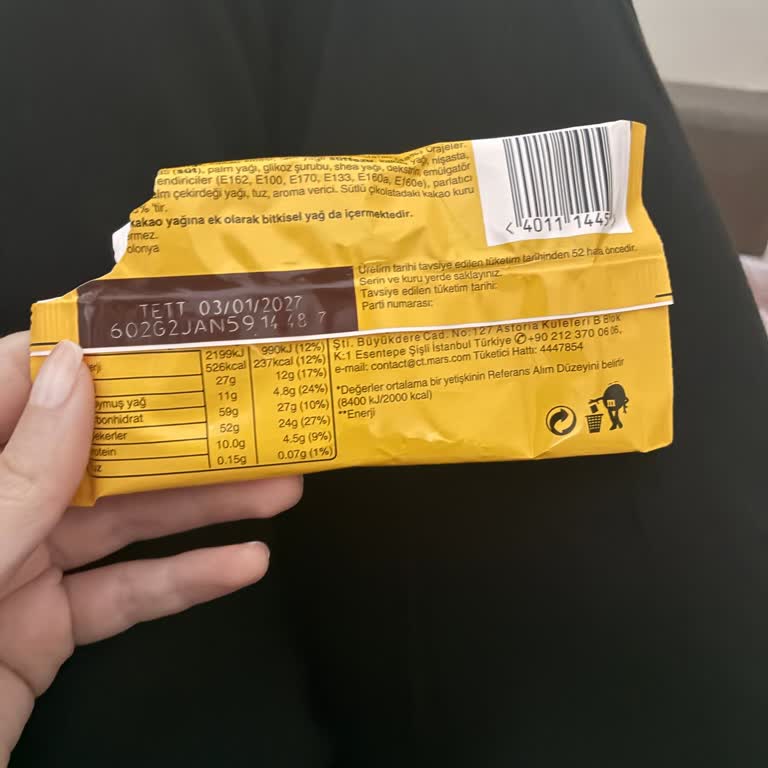 (süt), palm yağı, glikoz şurubu, shea yağı, dekstrin, emülgatör
endiriciler (E162, E100, E170, E133, E160a, E160e), parlatıcı
çekirdeği yağı, tuz, aroma verici. Sütlü çikolatadaki kakao kuru
% 'tir.
kakao yağına ek olarak bitkisel yağ da içermektedir.
ermez.
olonya
4011 1445
Üretim tarihi tavsiye edilen tüketim tarihinden 52 hafta öncedir.
Serin ve kuru yerde saklayınız.
Tavsiye edilen tüketim tarihi:
Parti numarası:
TETT 03/01/2027
602G2JAN59 14 48 7
2199kJ 990kJ (12%)
erji 526kcal 237kcal (12%)
27g 12g (17%)
ymuş yağ 11g 4.8g (24%)
bonhidrat 59g 27g (10%)
ekerler 52g 24g (27%)
rotein 10.0g 4.5g (9%)
uz 0.15g 0.07g (1%)
Şti. Büyükdere Cad. No:127 Astoria Kuleleri B Blok
K:1 Esentepe Şişli İstanbul Türkiye +90 212 370 06 06,
e-mail: contact@ct.mars.com Tüketici Hattı: 4447854
*Değerler ortalama bir yetişkinin Referans Alım Düzeyini belirtir
(8400 kJ/2000 kcal)
**Enerji